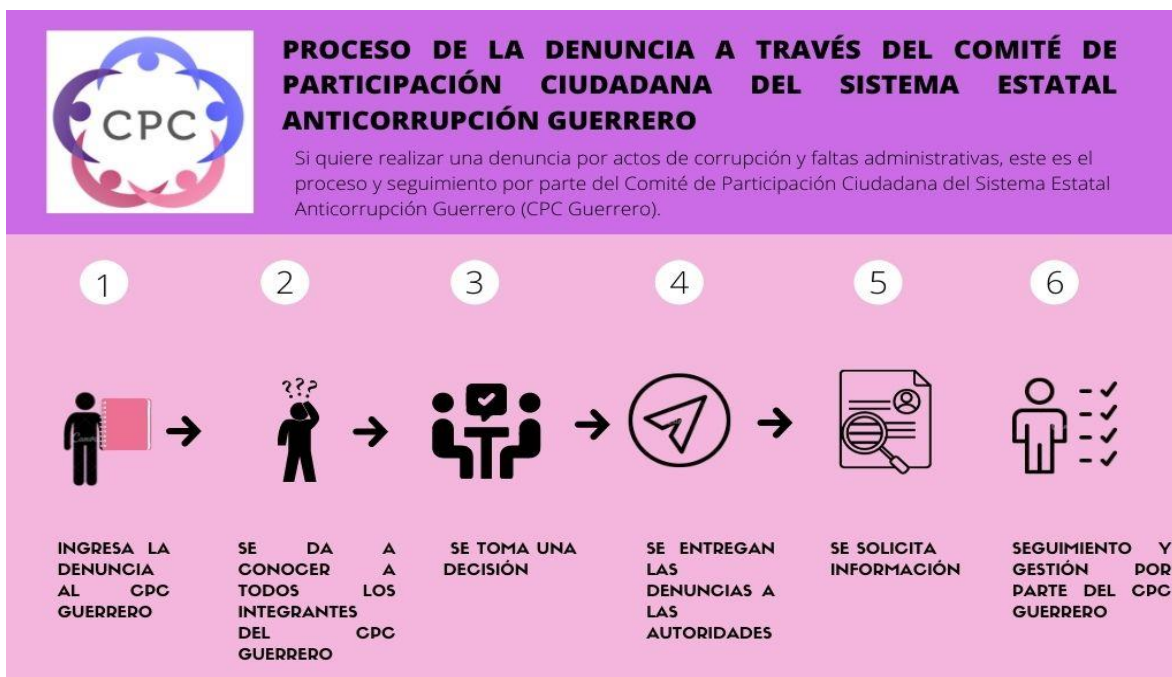 CPC
PROCESO DE LA DENUNCIA A TRAVÉS DEL COMITÉ DE
PARTICIPACIÓN CIUDADANA DEL SISTEMA ESTATAL
ANTICORRUPCIÓN GUERRERO
Si quiere realizar una denuncia por actos de corrupción y faltas administrativas, este es el
proceso y seguimiento por parte del Comité de Participación Ciudadana del Sistema Estatal
Anticorrupción Guerrero (CPC Guerrero).
1
2
3
4
5
6
???
INGRESA LA
DENUNCIA
AL CPC
GUERRERO
SE DA A
CONOCER A
TODOS LOS
INTEGRANTES
DEL CPC
GUERRERO
SE TOMA UNA
DECISIÓN
SE ENTREGAN
LAS
DENUNCIAS A
LAS
AUTORIDADES
SE SOLICITA
INFORMACIÓN
SEGUIMIENTO Y
GESTIÓN POR
PARTE DEL CPC
GUERRERO